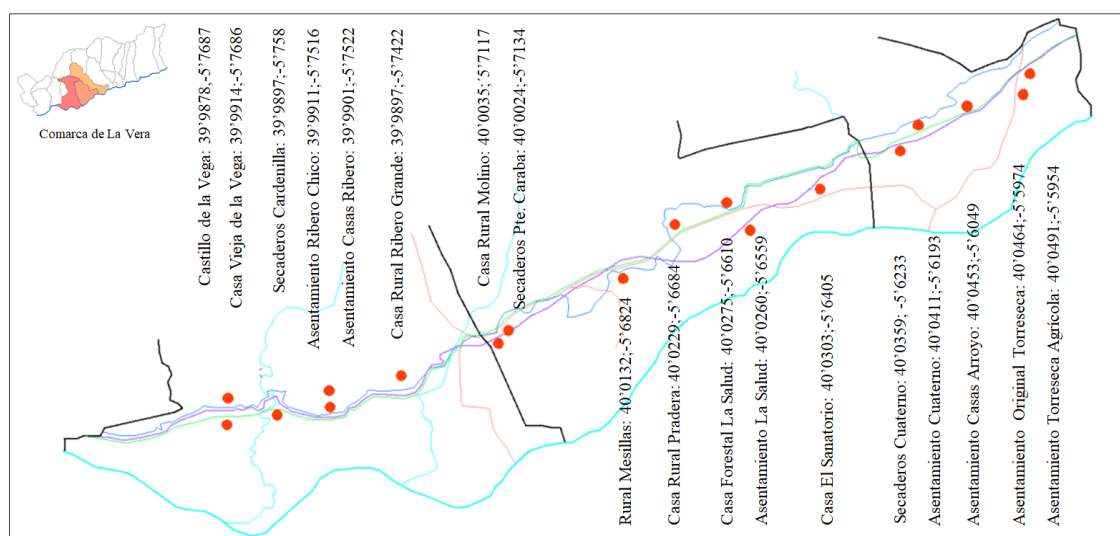 Comarca de La Vera
Castillo de la Vega: 39’9878;-5’7687
Casa Vieja de la Vega: 39’9914;-5’7686
Secaderos Cardenilla: 39’9897;-5’758
Asentamiento Ribero Chico: 39’9911;-5’7516
Asentamiento Casas Ribero: 39’9901;-5’7522
Casa Rural Ribero Grande: 39’9897;-5’7422
Casa Rural Molino: 40’0035;’5’7117
Secaderos Pte. Caraba: 40’0024;-5’7134
Rural Mesillas: 40’0132;-5’6824
Casa Rural Pradera: 40’0229;-5’6684
Casa Forestal La Salud: 40’0275;-5’6610
Asentamiento La Salud: 40’0260;-5’6559
Casa El Sanatorio: 40’0303;-5’6405
Secaderos Cuaterno: 40’0359; -5’6233
Asentamiento Cuaterno: 40’0411;-5’6193
Asentamiento Casas Arroyo: 40’0453;-5’6049
Asentamiento Original Torreseca: 40’0464;-5’5974
Asentamiento Torreseca Agrícola: 40’0491;-5’5954